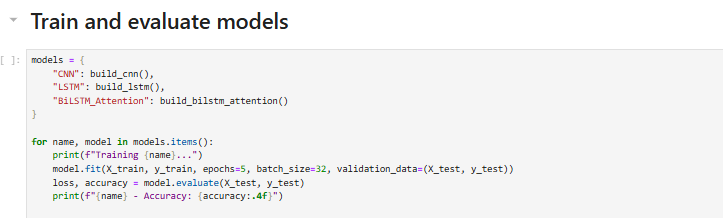 Train and evaluate models
[ ]:
models = {
    "CNN": build_cnn(),
    "LSTM": build_lstm(),
    "BiLSTM_Attention": build_bilstm_attention()
}
for name, model in models.items():
    print(f"Training {name}...")
    model.fit(X_train, y_train, epochs=5, batch_size=32, validation_data=(X_test, y_test))
    loss, accuracy = model.evaluate(X_test, y_test)
    print(f"{name} - Accuracy: {accuracy:.4f}")